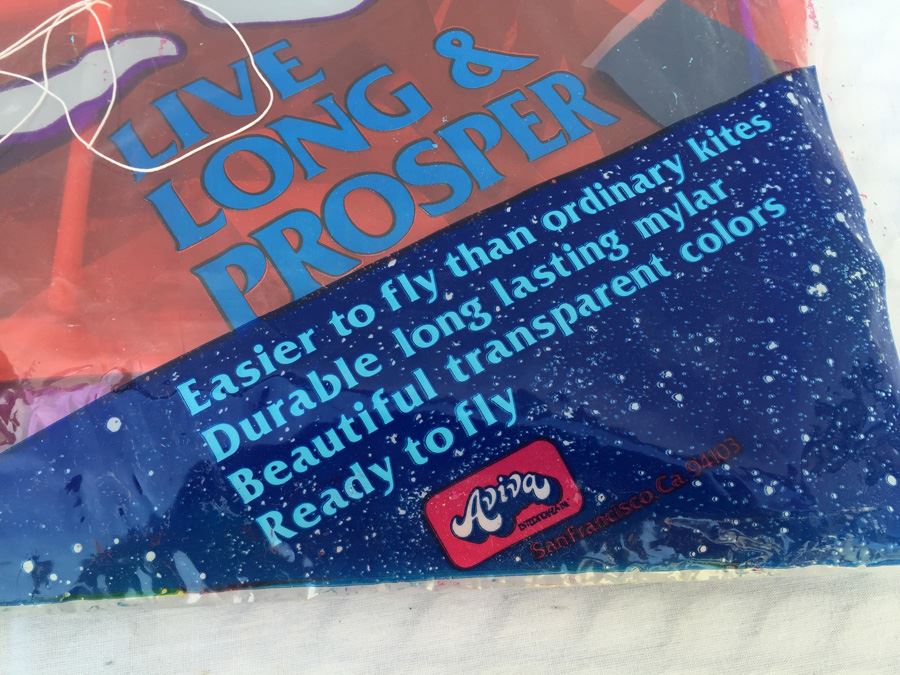 LIVE
LONG &
PROSPER
Easier to fly than ordinary kites
Durable long lasting mylar
Beautiful transparent colors
Ready to fly
Aviva
San Francisco, Ca. 94103